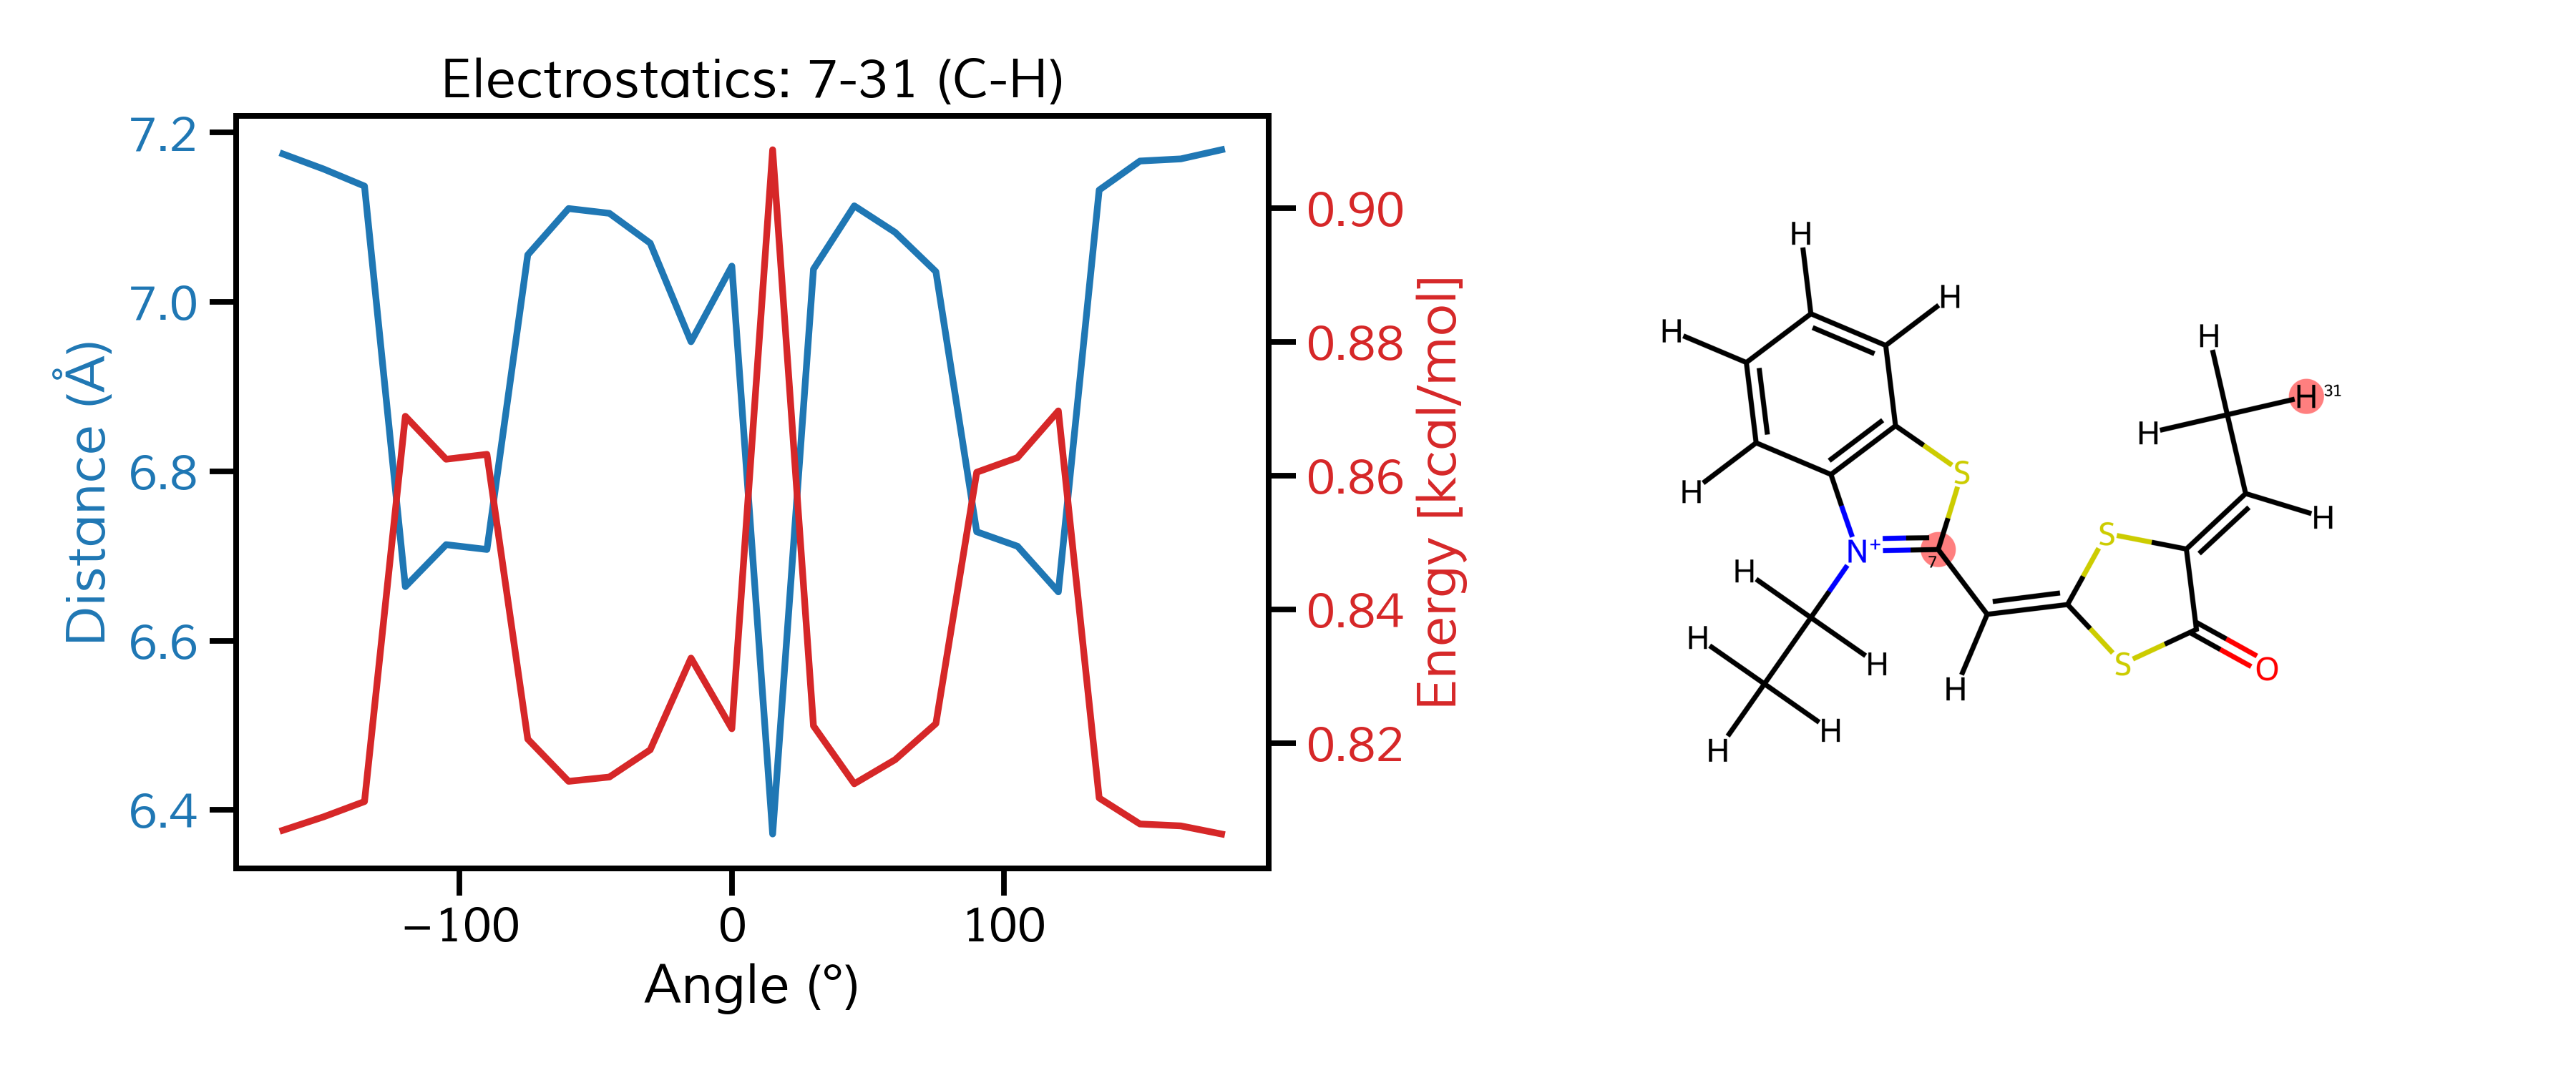 Electrostatics: 7-31 (C-H)
7.2
7.0
6.8
6.6
6.4
Distance (Å)
0.90
0.88
0.86
0.84
0.82
Energy [kcal/mol]
−100
0
100
Angle (°)
H
H
H
H
H
H 31
H
S
H
H
S
N+
7
H
H
H
S
O
H
H
H